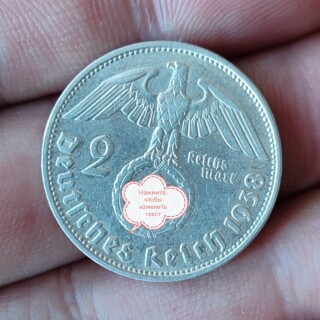 2
Reichs
mark
Deutsches Reich 1938
Нажмите,
чтобы
изменить
текст